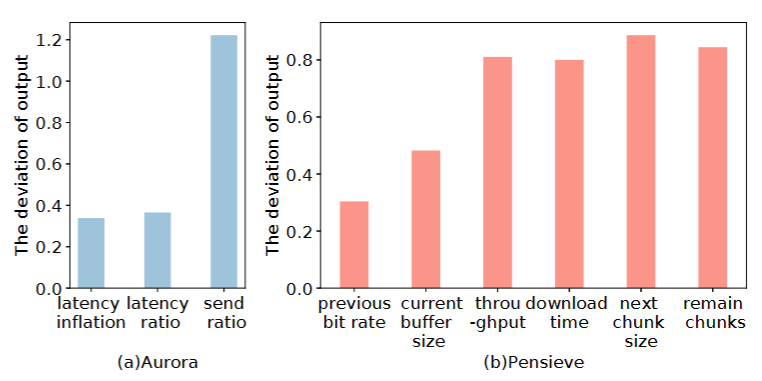 The deviation of output
1.2
1.0
0.8
0.6
0.4
0.2
0.0
latency inflation
latency ratio
send ratio
(a)Aurora
The deviation of output
0.8
0.6
0.4
0.2
0.0
previous bit rate
current buffer size
throu -ghput
download time
next chunk size
remain chunks
(b)Pensieve